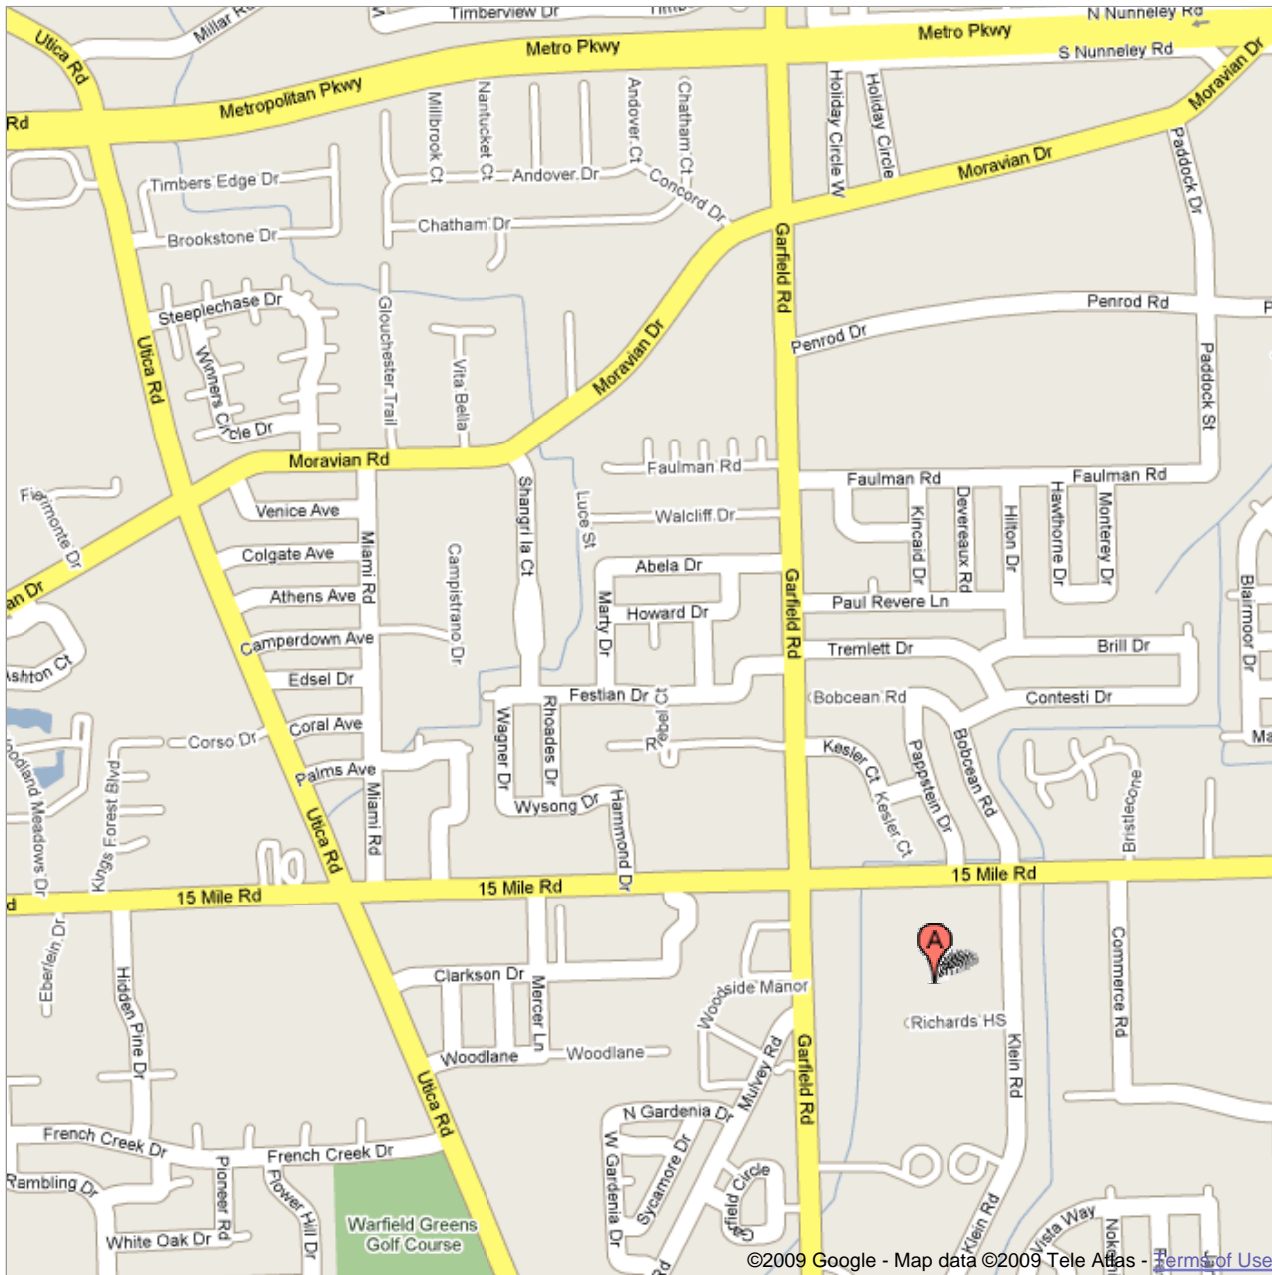 Timberview Dr
N Nunneley Rd
Utica Rd
Millar Rd
Metro Pkwy
Metro Pkwy
S Nunneley Rd
Moravian Dr
Metropolitan Pkwy
Rd
Millbrook Ct
Nantucket Ct
Andover Ct
Chatham Ct
Holiday Circle W
Holiday Circle
Moravian Dr
Paddock Dr
Timbers Edge Dr
Andover Dr
Concord Dr
Chatham Dr
Brookstone Dr
Garfield Rd
Steeplechase Dr
Penrod Rd
Penrod Dr
Utica Rd
Winners Circle Dr
Glouchester Trail
Vita Bella
Moravian Dr
Paddock St
Moravian Rd
Faulman Rd
Faulman Rd
Faulman Rd
Fierimonte Dr
Venice Ave
Shangri la Ct
Luce St
Walcliff Dr
Kincaid Dr
Devereaux Rd
Hilton Dr
Hawthorne Dr
Monterey Dr
Colgate Ave
Miami Rd
Campistrano Dr
Abela Dr
Garfield Rd
Athens Ave
Marty Dr
Howard Dr
Paul Revere Ln
Blairmoor Dr
an Dr
Camperdown Ave
Tremlett Dr
Brill Dr
Ashton Ct
Edsel Dr
Festian Dr
Bobcean Rd
Contesti Dr
Coral Ave
Corso Dr
Wagner Dr
Rhoades Dr
Kesler Ct
Pappstein Dr
Bobcean Rd
Ma
Palms Ave
oodland Meadows Dr
Kings Forest Blvd
Utica Rd
Miami Rd
Wysong Dr
Hammond Dr
Kesler Ct
Bristlecone
15 Mile Rd
15 Mile Rd
15 Mile Rd
d
Eberlein Dr
Hidden Pine Dr
Clarkson Dr
Mercer Ln
Woodside Manor
A
Commerce Rd
Richards HS
Woodlane
Woodlane
Klein Rd
Utica Rd
Mulvey Rd
Garfield Rd
N Gardenia Dr
French Creek Dr
French Creek Dr
W Gardenia Dr
Sycamore Dr
Garfield Circle
Rambling Dr
Pioneer Rd
Flower Hill Dr
White Oak Dr
Warfield Greens
Golf Course
Klein Rd
Vista Way
Rd
©2009 Google - Map data ©2009 Tele Atlas - Terms of Use